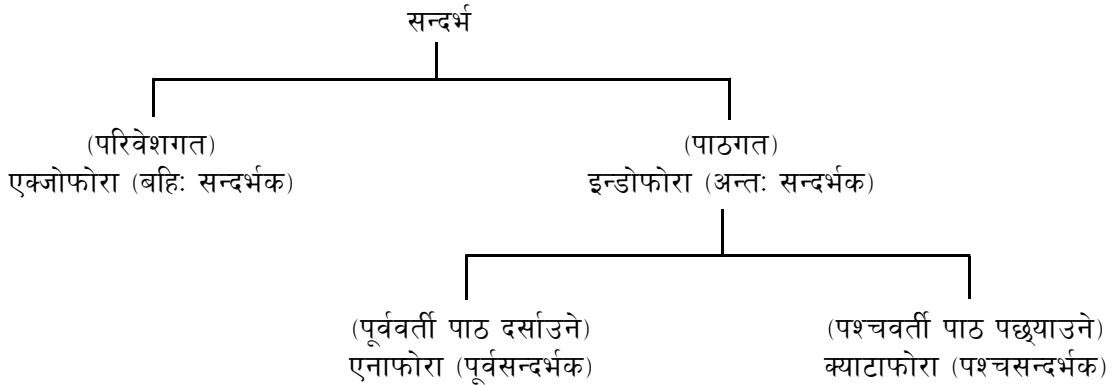 सन्दर्भ
(परिवेशगत)
एक्जोफोरा (बहिः सन्दर्भक)
(पाठगत)
इन्डोफोरा (अन्तः सन्दर्भक)
(पूर्ववर्ती पाठ दर्साउने)
एनाफोरा (पूर्वसन्दर्भक)
(पश्चवर्ती पाठ पछ्याउने)
क्याटाफोरा (पश्चसन्दर्भक)